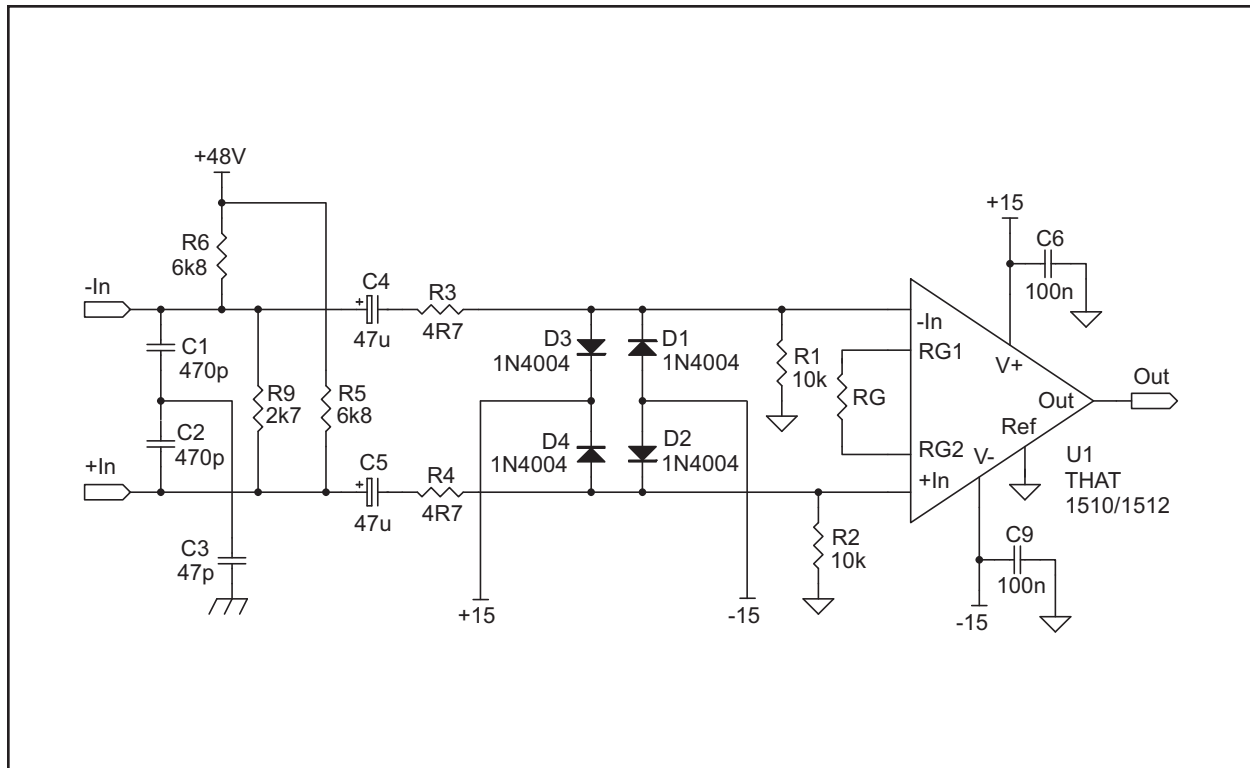 +48V
R6
6k8
-In
C1
470p
C2
470p
+In
C3
47p
R9
2k7
R5
6k8
C4
+
47u
R3
4R7
C5
+
47u
R4
4R7
D3
1N4004
D1
1N4004
D4
1N4004
D2
1N4004
+15
-15
R1
10k
R2
10k
RG
-In
RG1
RG2
+In
V+
Out
Ref
V-
+15
C6
100n
Out
U1
THAT
1510/1512
C9
100n
-15